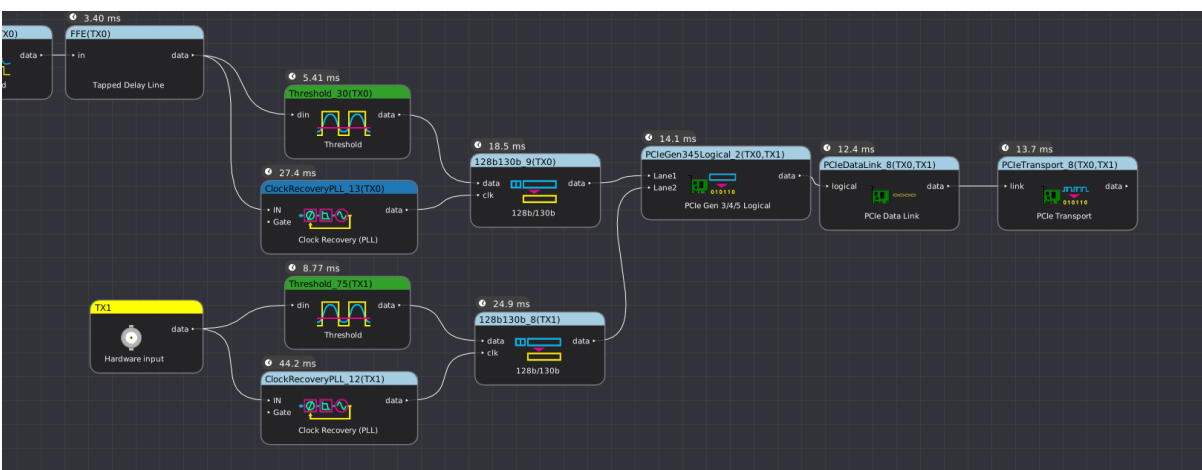 X0)
data
d
3.40 ms
FFE(TX0)
in
data
Tapped Delay Line
5.41 ms
Threshold_30(TX0)
din
data
Threshold
27.4 ms
ClockRecoveryPLL_13(TX0)
IN
data
Gate
Clock Recovery (PLL)
18.5 ms
128b130b_9(TX0)
data
data
clk
128b/130b
14.1 ms
PCIeGen345Logical_2(TX0,TX1)
Lane1
data
Lane2
010110
PCIe Gen 3/4/5 Logical
12.4 ms
PCIeDataLink_8(TX0,TX1)
logical
data
PCIe Data Link
13.7 ms
PCIeTransport_8(TX0,TX1)
link
data
010110
PCIe Transport
TX1
data
Hardware input
8.77 ms
Threshold_75(TX1)
din
data
Threshold
44.2 ms
ClockRecoveryPLL_12(TX1)
IN
data
Gate
Clock Recovery (PLL)
24.9 ms
128b130b_8(TX1)
data
data
clk
128b/130b